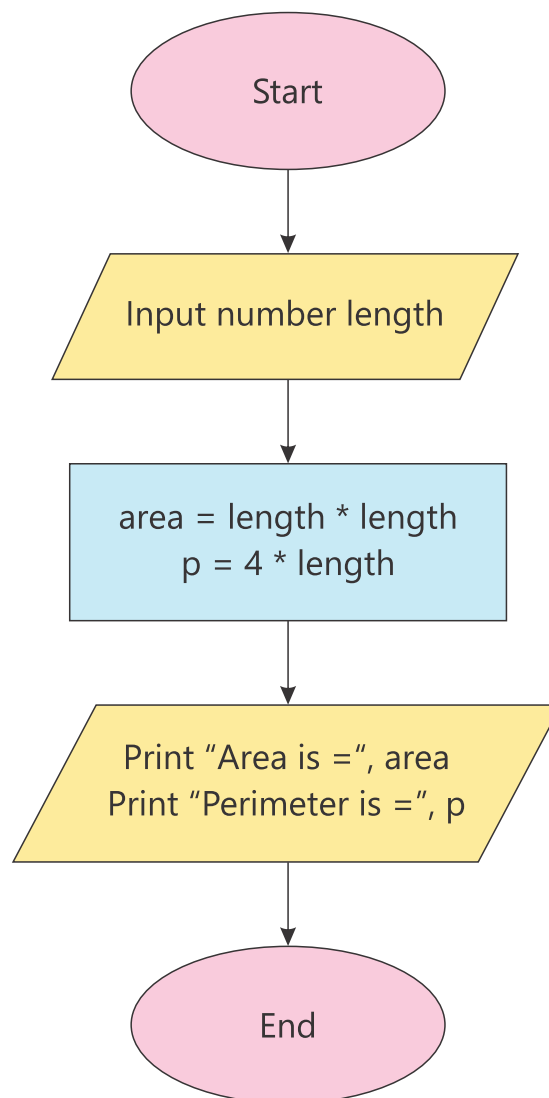 Start
Input number length
area = length * length
p = 4 * length
Print “Area is =“, area
Print “Perimeter is =”, p
End